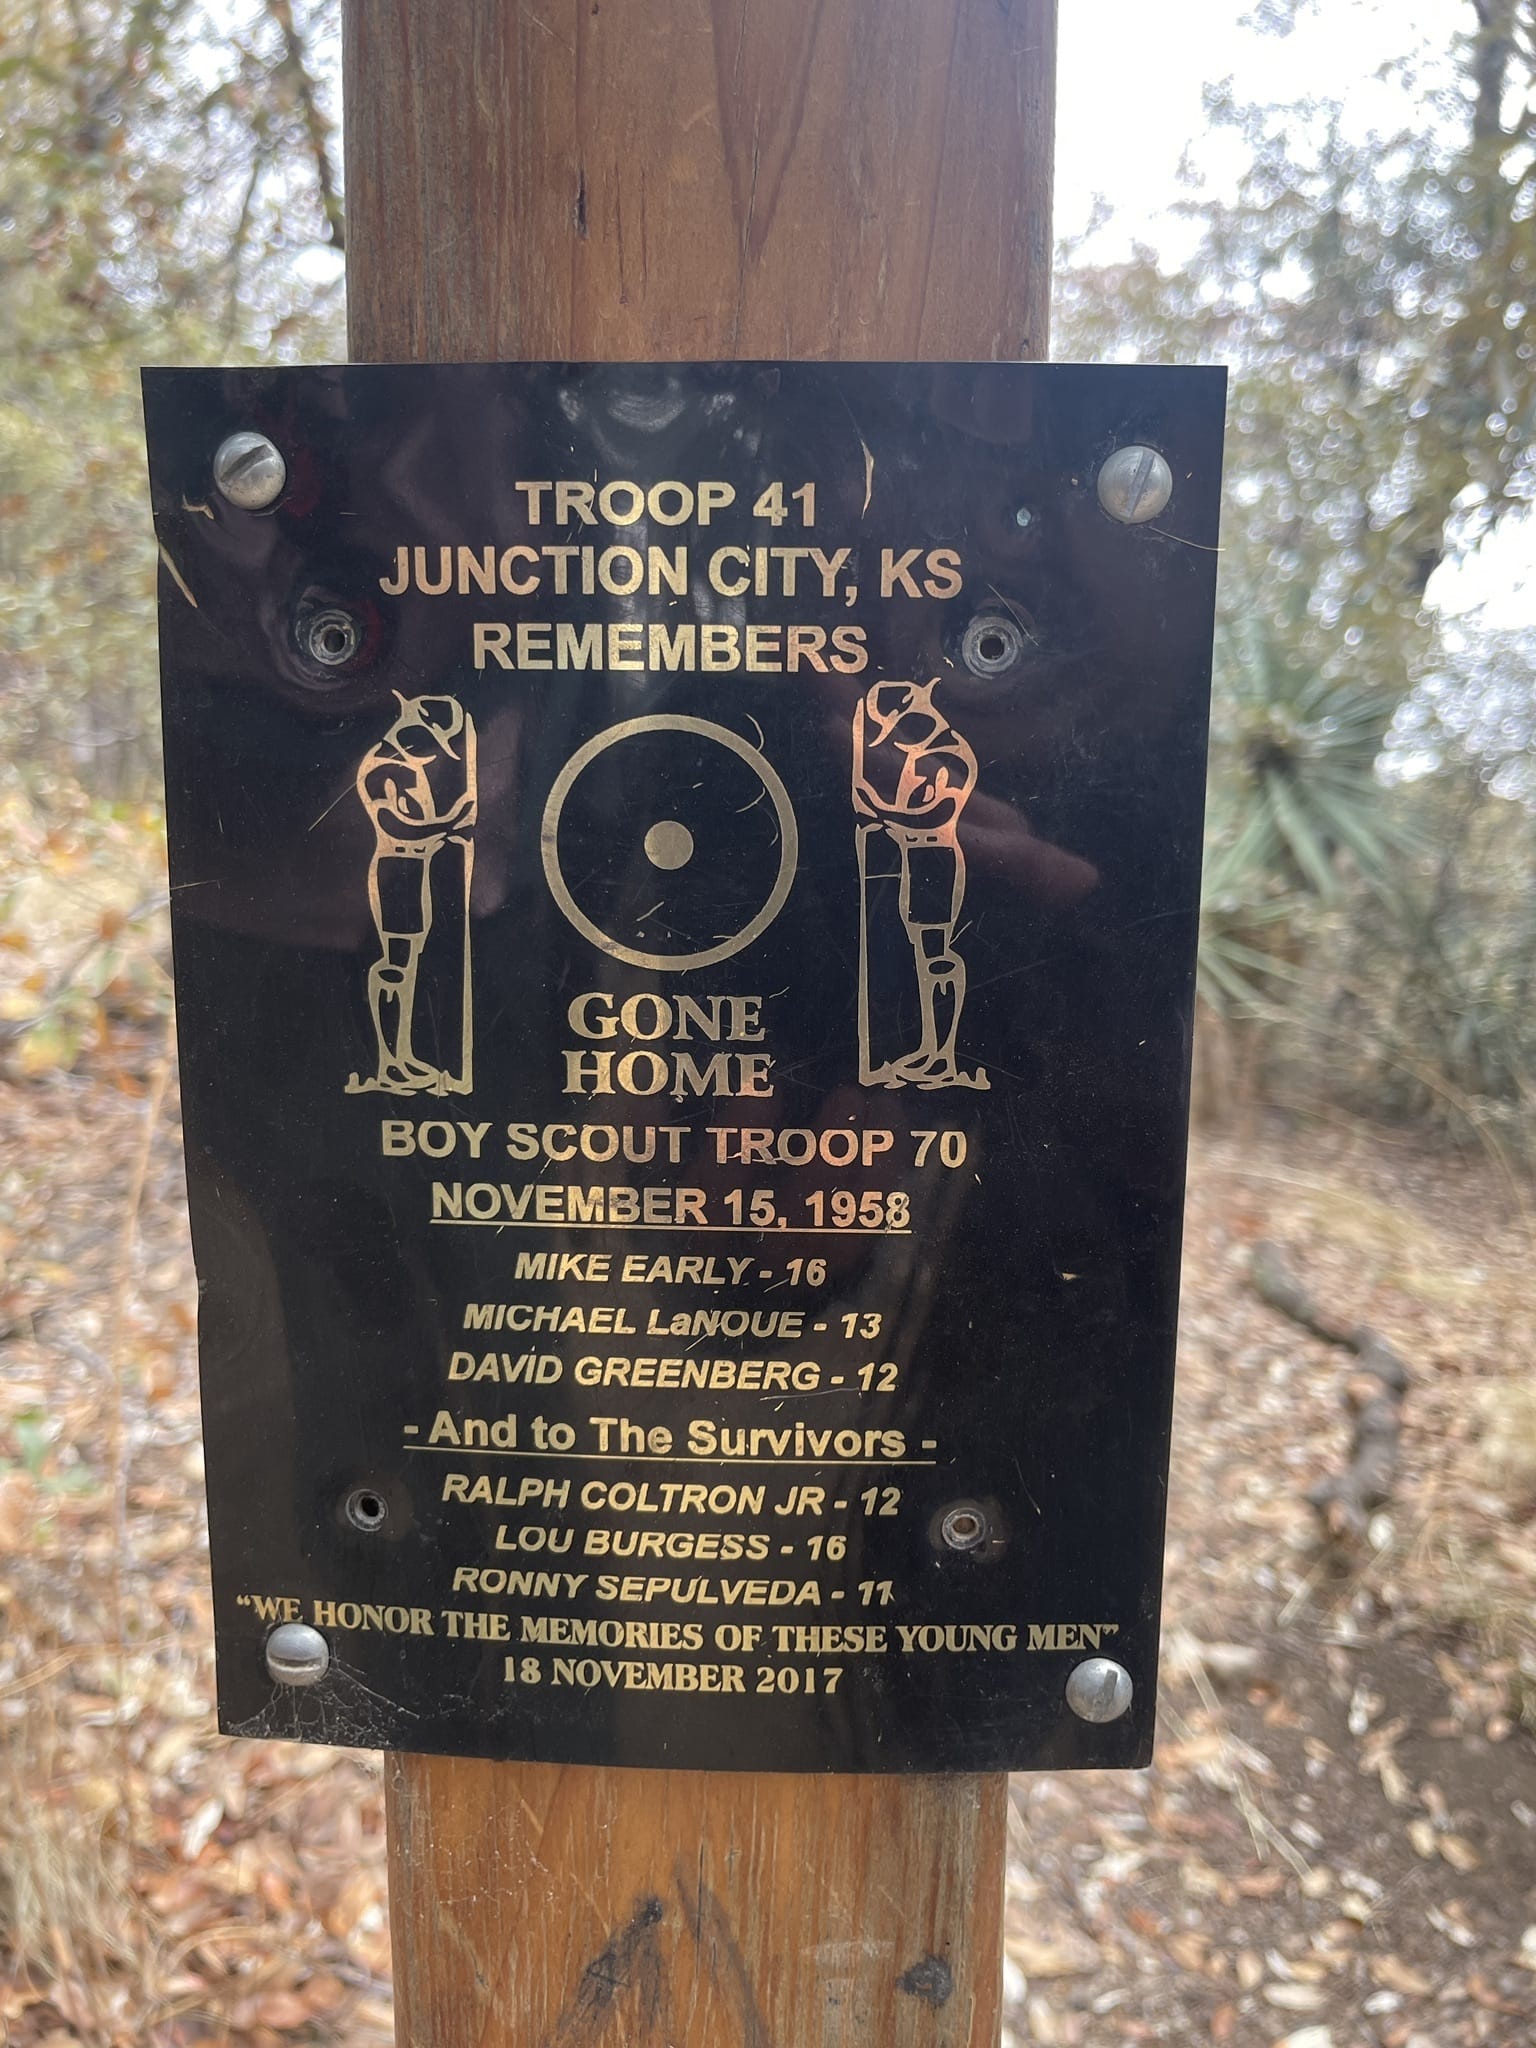 TROOP 41
JUNCTION CITY, KS
REMEMBERS
GONE
HOME
BOY SCOUT TROOP 70
NOVEMBER 15, 1958
MIKE EARLY - 16
MICHAEL LaNOUE - 13
DAVID GREENBERG - 12
- And to The Survivors -
RALPH COLTRON JR - 12
LOU BURGESS - 16
RONNY SEPULVEDA - 11
“WE HONOR THE MEMORIES OF THESE YOUNG MEN”
18 NOVEMBER 2017